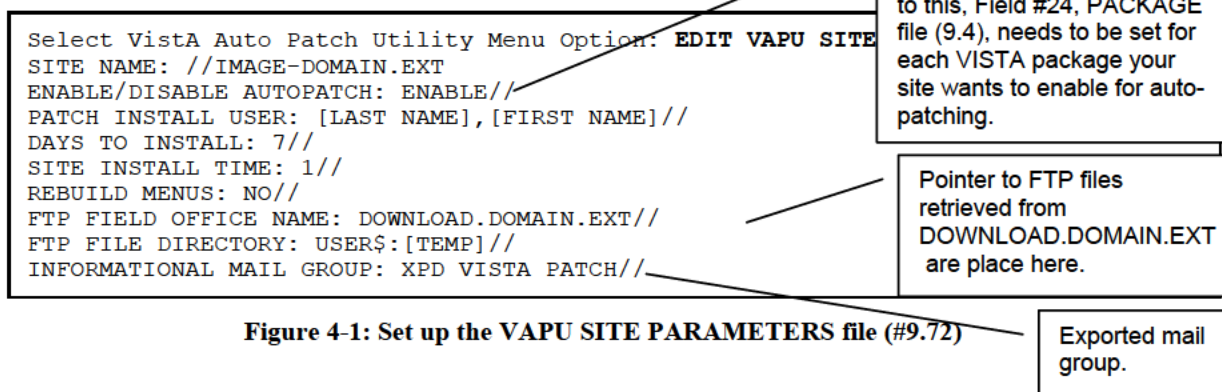 to this, Field #24, PACKAGE
file (9.4), needs to be set for
each VISTA package your
site wants to enable for auto-
patching.
Select VistA Auto Patch Utility Menu Option: EDIT VAPU SITE
SITE NAME: //IMAGE-DOMAIN.EXT
ENABLE/DISABLE AUTOPATCH: ENABLE//
PATCH INSTALL USER: [LAST NAME],[FIRST NAME]//
DAYS TO INSTALL: 7//
SITE INSTALL TIME: 1//
REBUILD MENUS: NO//
FTP FIELD OFFICE NAME: DOWNLOAD.DOMAIN.EXT//
FTP FILE DIRECTORY: USER$:[TEMP]//
INFORMATIONAL MAIL GROUP: XPD VISTA PATCH//
Pointer to FTP files
retrieved from
DOWNLOAD.DOMAIN.EXT
are place here.
Figure 4-1: Set up the VAPU SITE PARAMETERS file (#9.72)
Exported mail
group.